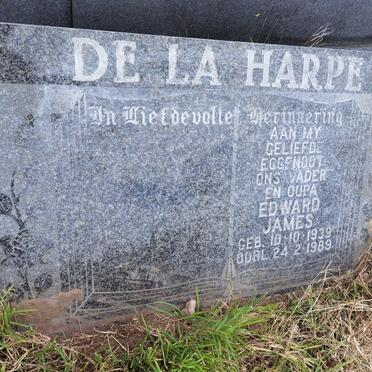 DE LA HARPE
In Liefdevolle Herinnering
AAN MY
GELIEFDE
EGGENOOT
ONS VADER
EN OUPA
EDWARD
JAMES
GEB. 10·10·1939
OORL. 24·2·1989.